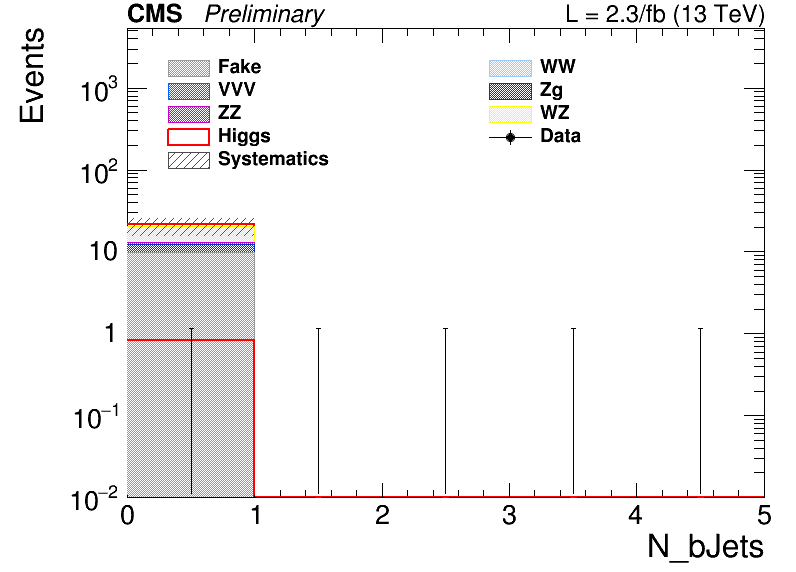 CMS Preliminary L = 2.3/fb (13 TeV)
Events
Fake WW
VVV Zg
ZZ WZ
Higgs Data
Systematics
10³
10²
10
1
10⁻¹
10⁻²
0 1 2 3 4 5
N_bJets